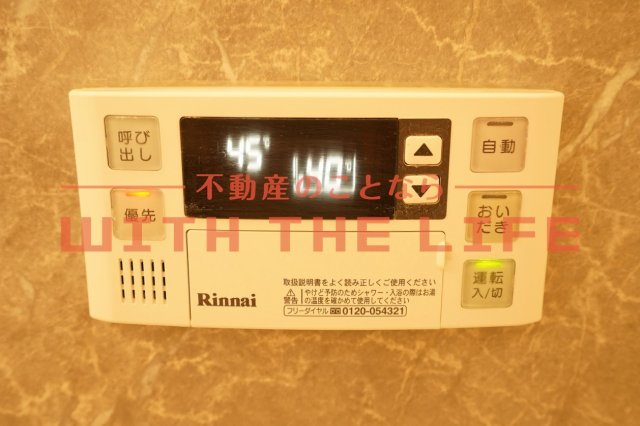 呼び
出し
45℃
自動
不動産のことなら
優先
WITH THE LIFE
おい
だき
運転
入/切
Rinnai
取扱説明書をよく読み正しくご使用ください
警告
やけど予防のためシャワー・入浴の際はお湯
の温度を確かめて使用してください
フリーダイヤル 0120-054321